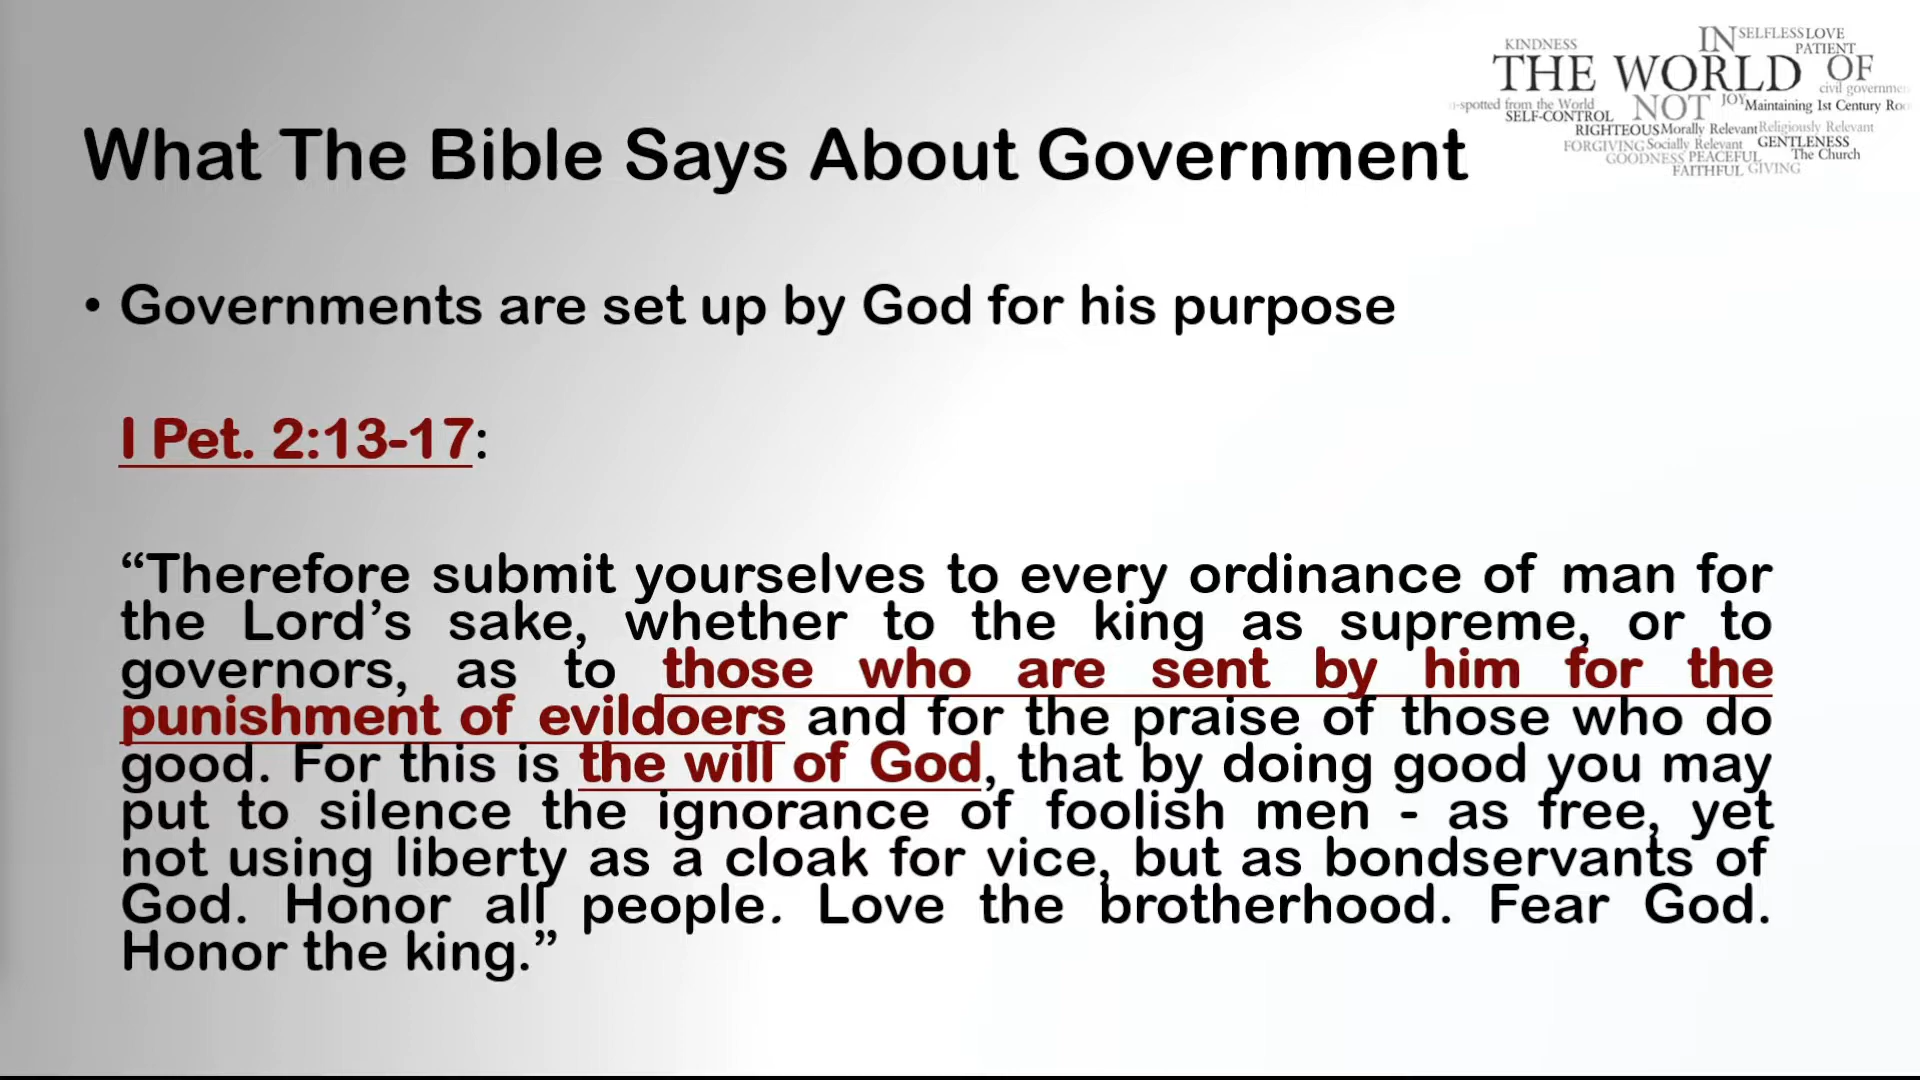 KINDNESS
IN SELFLESS LOVE
PATIENT
THE WORLD OF
civil governmen
-spotted from the World NOT JOY Maintaining 1st Century Roo
SELF-CONTROL
RIGHTEOUS Morally Relevant Religiously Relevant
FORGIVING Socially Relevant GENTLENESS
GOODNESS PEACEFUL The Church
FAITHFUL GIVING
What The Bible Says About Government
• Governments are set up by God for his purpose
I Pet. 2:13-17:
“Therefore submit yourselves to every ordinance of man for
the Lord’s sake, whether to the king as supreme, or to
governors, as to those who are sent by him for the
punishment of evildoers and for the praise of those who do
good. For this is the will of God, that by doing good you may
put to silence the ignorance of foolish men - as free, yet
not using liberty as a cloak for vice, but as bondservants of
God. Honor all people. Love the brotherhood. Fear God.
Honor the king.”